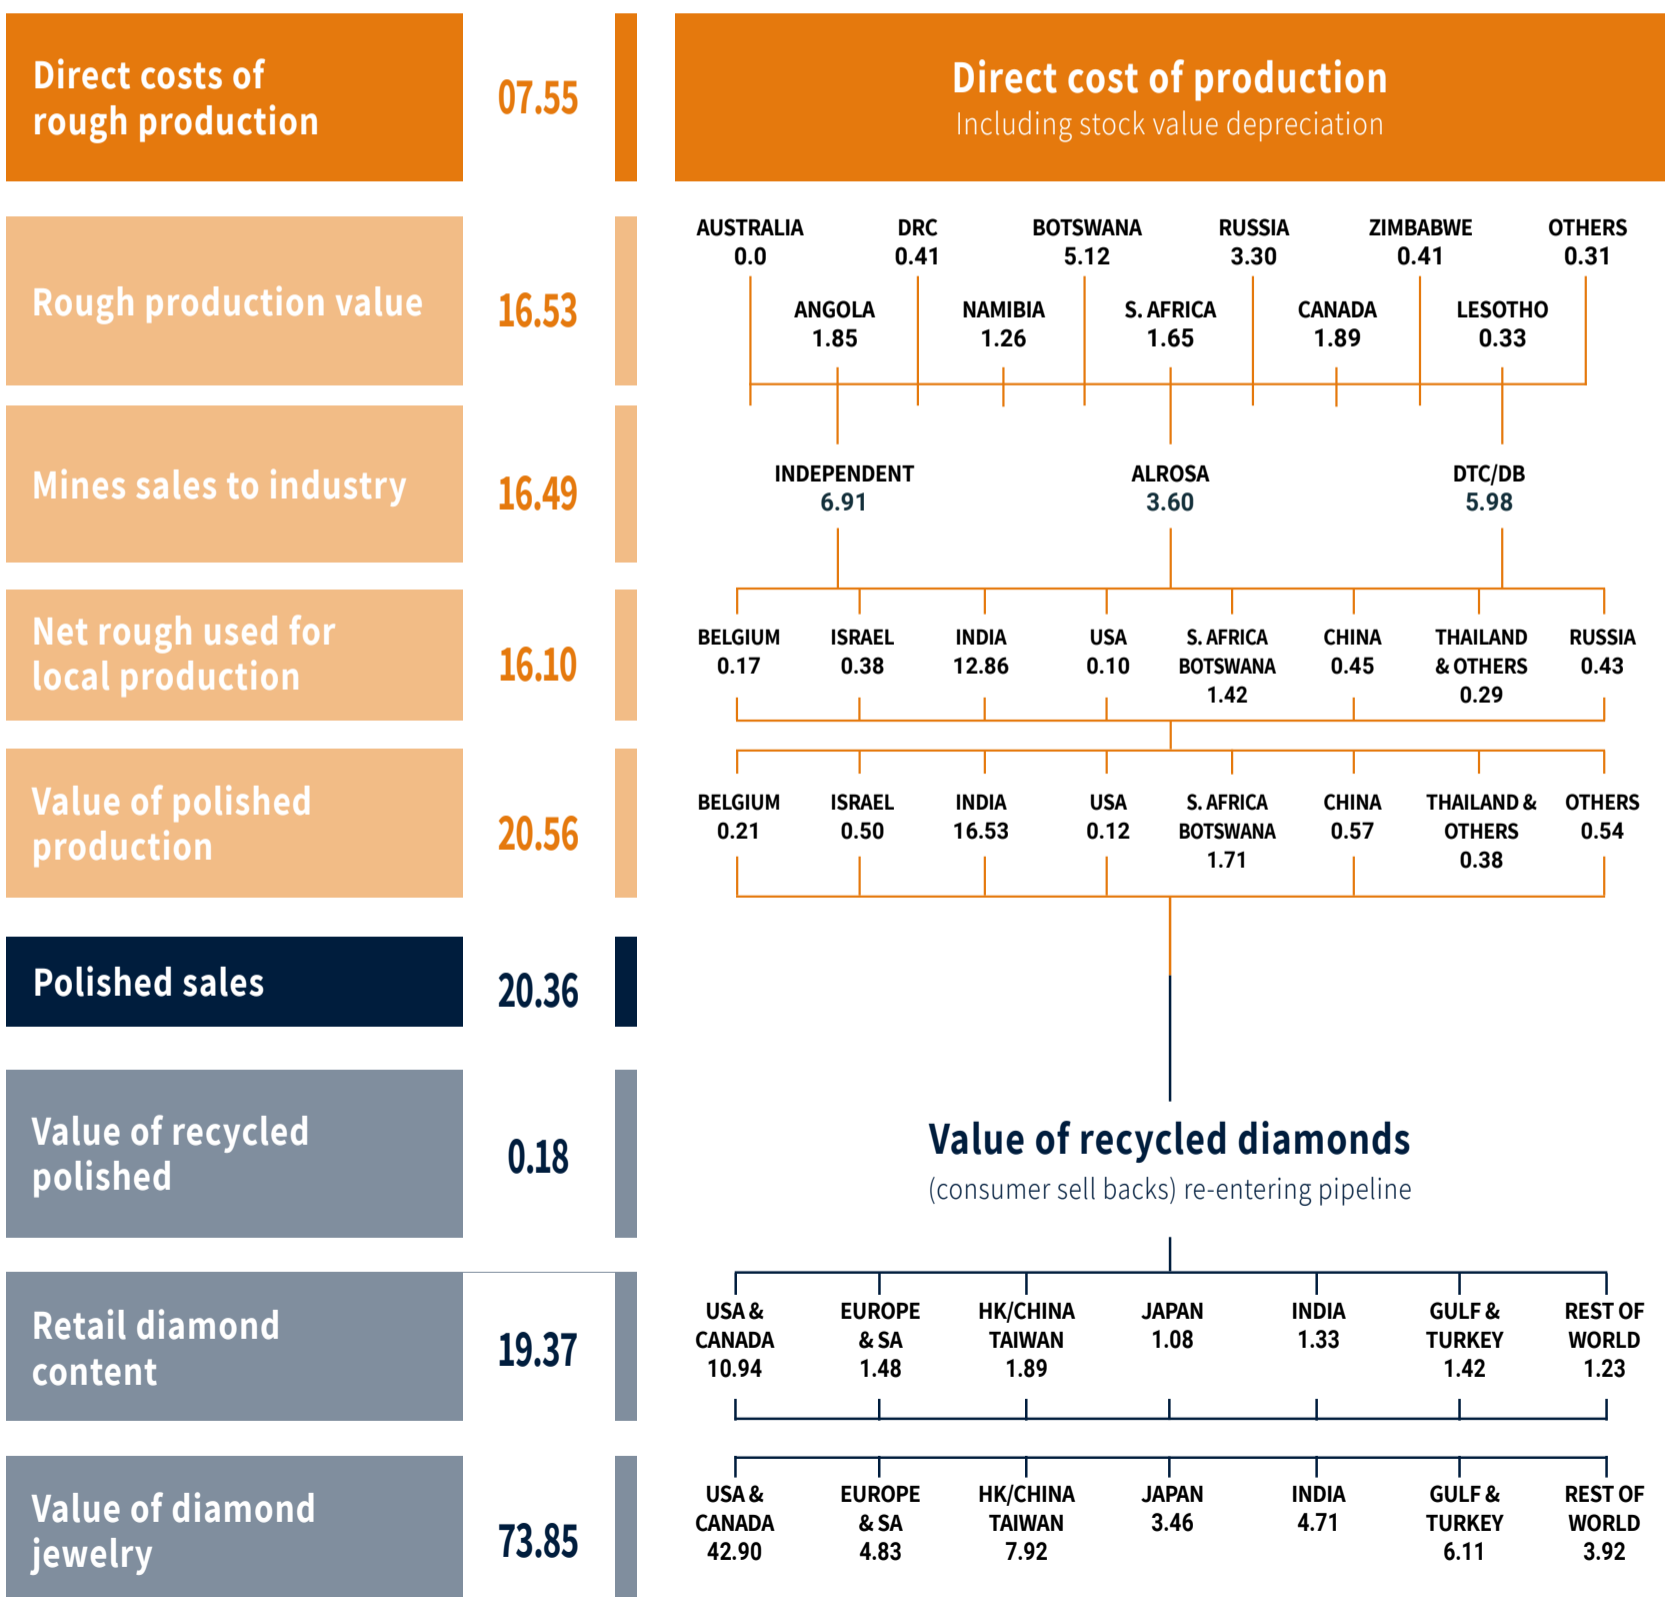 Direct costs of
rough production
07.55
Direct cost of production
Including stock value depreciation
Rough production value
16.53
AUSTRALIA
0.0
DRC
0.41
BOTSWANA
5.12
RUSSIA
3.30
ZIMBABWE
0.41
OTHERS
0.31
ANGOLA
1.85
NAMIBIA
1.26
S. AFRICA
1.65
CANADA
1.89
LESOTHO
0.33
Mines sales to industry
16.49
INDEPENDENT
6.91
ALROSA
3.60
DTC/DB
5.98
Net rough used for
local production
16.10
BELGIUM
0.17
ISRAEL
0.38
INDIA
12.86
USA
0.10
S. AFRICA
BOTSWANA
1.42
CHINA
0.45
THAILAND
& OTHERS
0.29
RUSSIA
0.43
Value of polished
production
20.56
BELGIUM
0.21
ISRAEL
0.50
INDIA
16.53
USA
0.12
S. AFRICA
BOTSWANA
1.71
CHINA
0.57
THAILAND &
OTHERS
0.38
OTHERS
0.54
Polished sales
20.36
Value of recycled
polished
0.18
Value of recycled diamonds
(consumer sell backs) re-entering pipeline
Retail diamond
content
19.37
USA &
CANADA
10.94
EUROPE
& SA
1.48
HK/CHINA
TAIWAN
1.89
JAPAN
1.08
INDIA
1.33
GULF &
TURKEY
1.42
REST OF
WORLD
1.23
Value of diamond
jewelry
73.85
USA &
CANADA
42.90
EUROPE
& SA
4.83
HK/CHINA
TAIWAN
7.92
JAPAN
3.46
INDIA
4.71
GULF &
TURKEY
6.11
REST OF
WORLD
3.92